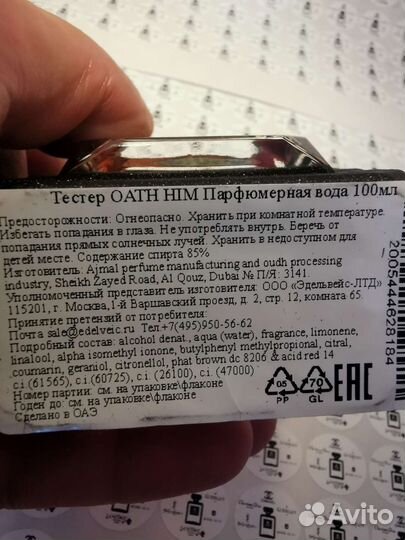 Тестер OATH HIM Парфюмерная вода 100мл
Предосторожности: Огнеопасно. Хранить при комнатной температуре.
Избегать попадания в глаза. Не употреблять внутрь. Беречь от
попадания прямых солнечных лучей. Хранить в недоступном для
детей месте. Содержание спирта 85%
Изготовитель: Ajmal perfume manufacturing and oudh processing
industry, Sheikh Zayed Road, Al Qouz, Dubai № П/Я: 3141.
Уполномоченный представитель изготовителя: ООО «Эдельвейс-ЛТД»
115201, г. Москва, 1-й Варшавский проезд, д. 2, стр. 12, комната 65.
Принятие претензий от потребителей:
Почта sale@edelveic.ru Тел.+7(495)950-56-62
Подробный состав: alcohol denat., aqua (water), fragrance, limonene,
linalool, alpha isomethyl ionone, butylphenyl methylpropional, citral,
coumarin, geraniol, citronellol, phat brown dc 8206 & acid red 14
c.i. (61565), c.i. (60725), c.i. (26100), c.i. (47000)
Номер партии: см. на упаковке\флаконе
Годен до: см. на упаковке\флаконе
Сделано в ОАЭ
05
PP
70
GL
EAC
2005444628184
Avito